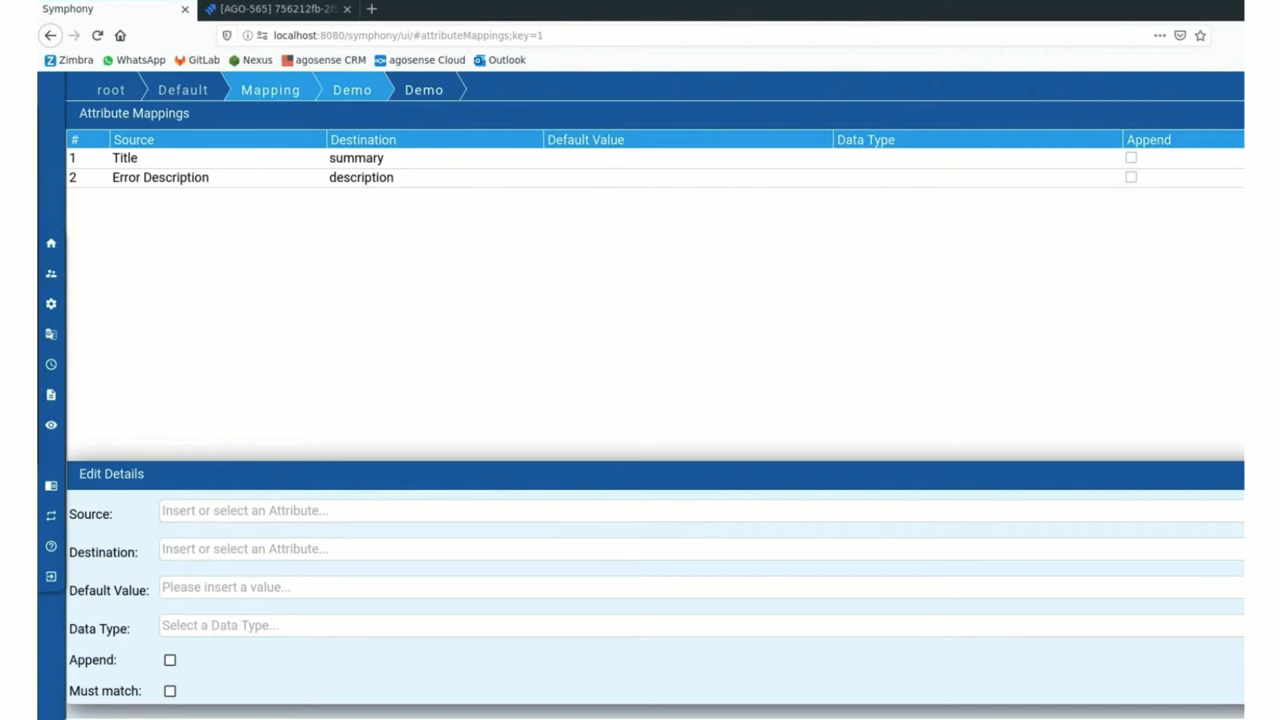 Symphony
[AGO-565] 756212fb-2f
localhost:8080/symphony/ui/#attributeMappings;key=1
Zimbra WhatsApp GitLab Nexus agosense CRM agosense Cloud Outlook
root Default Mapping Demo Demo
Attribute Mappings
# Source Destination Default Value Data Type Append
1 Title summary
2 Error Description description
Edit Details
Source: Insert or select an Attribute...
Destination: Insert or select an Attribute...
Default Value: Please insert a value...
Data Type: Select a Data Type...
Append:
Must match: